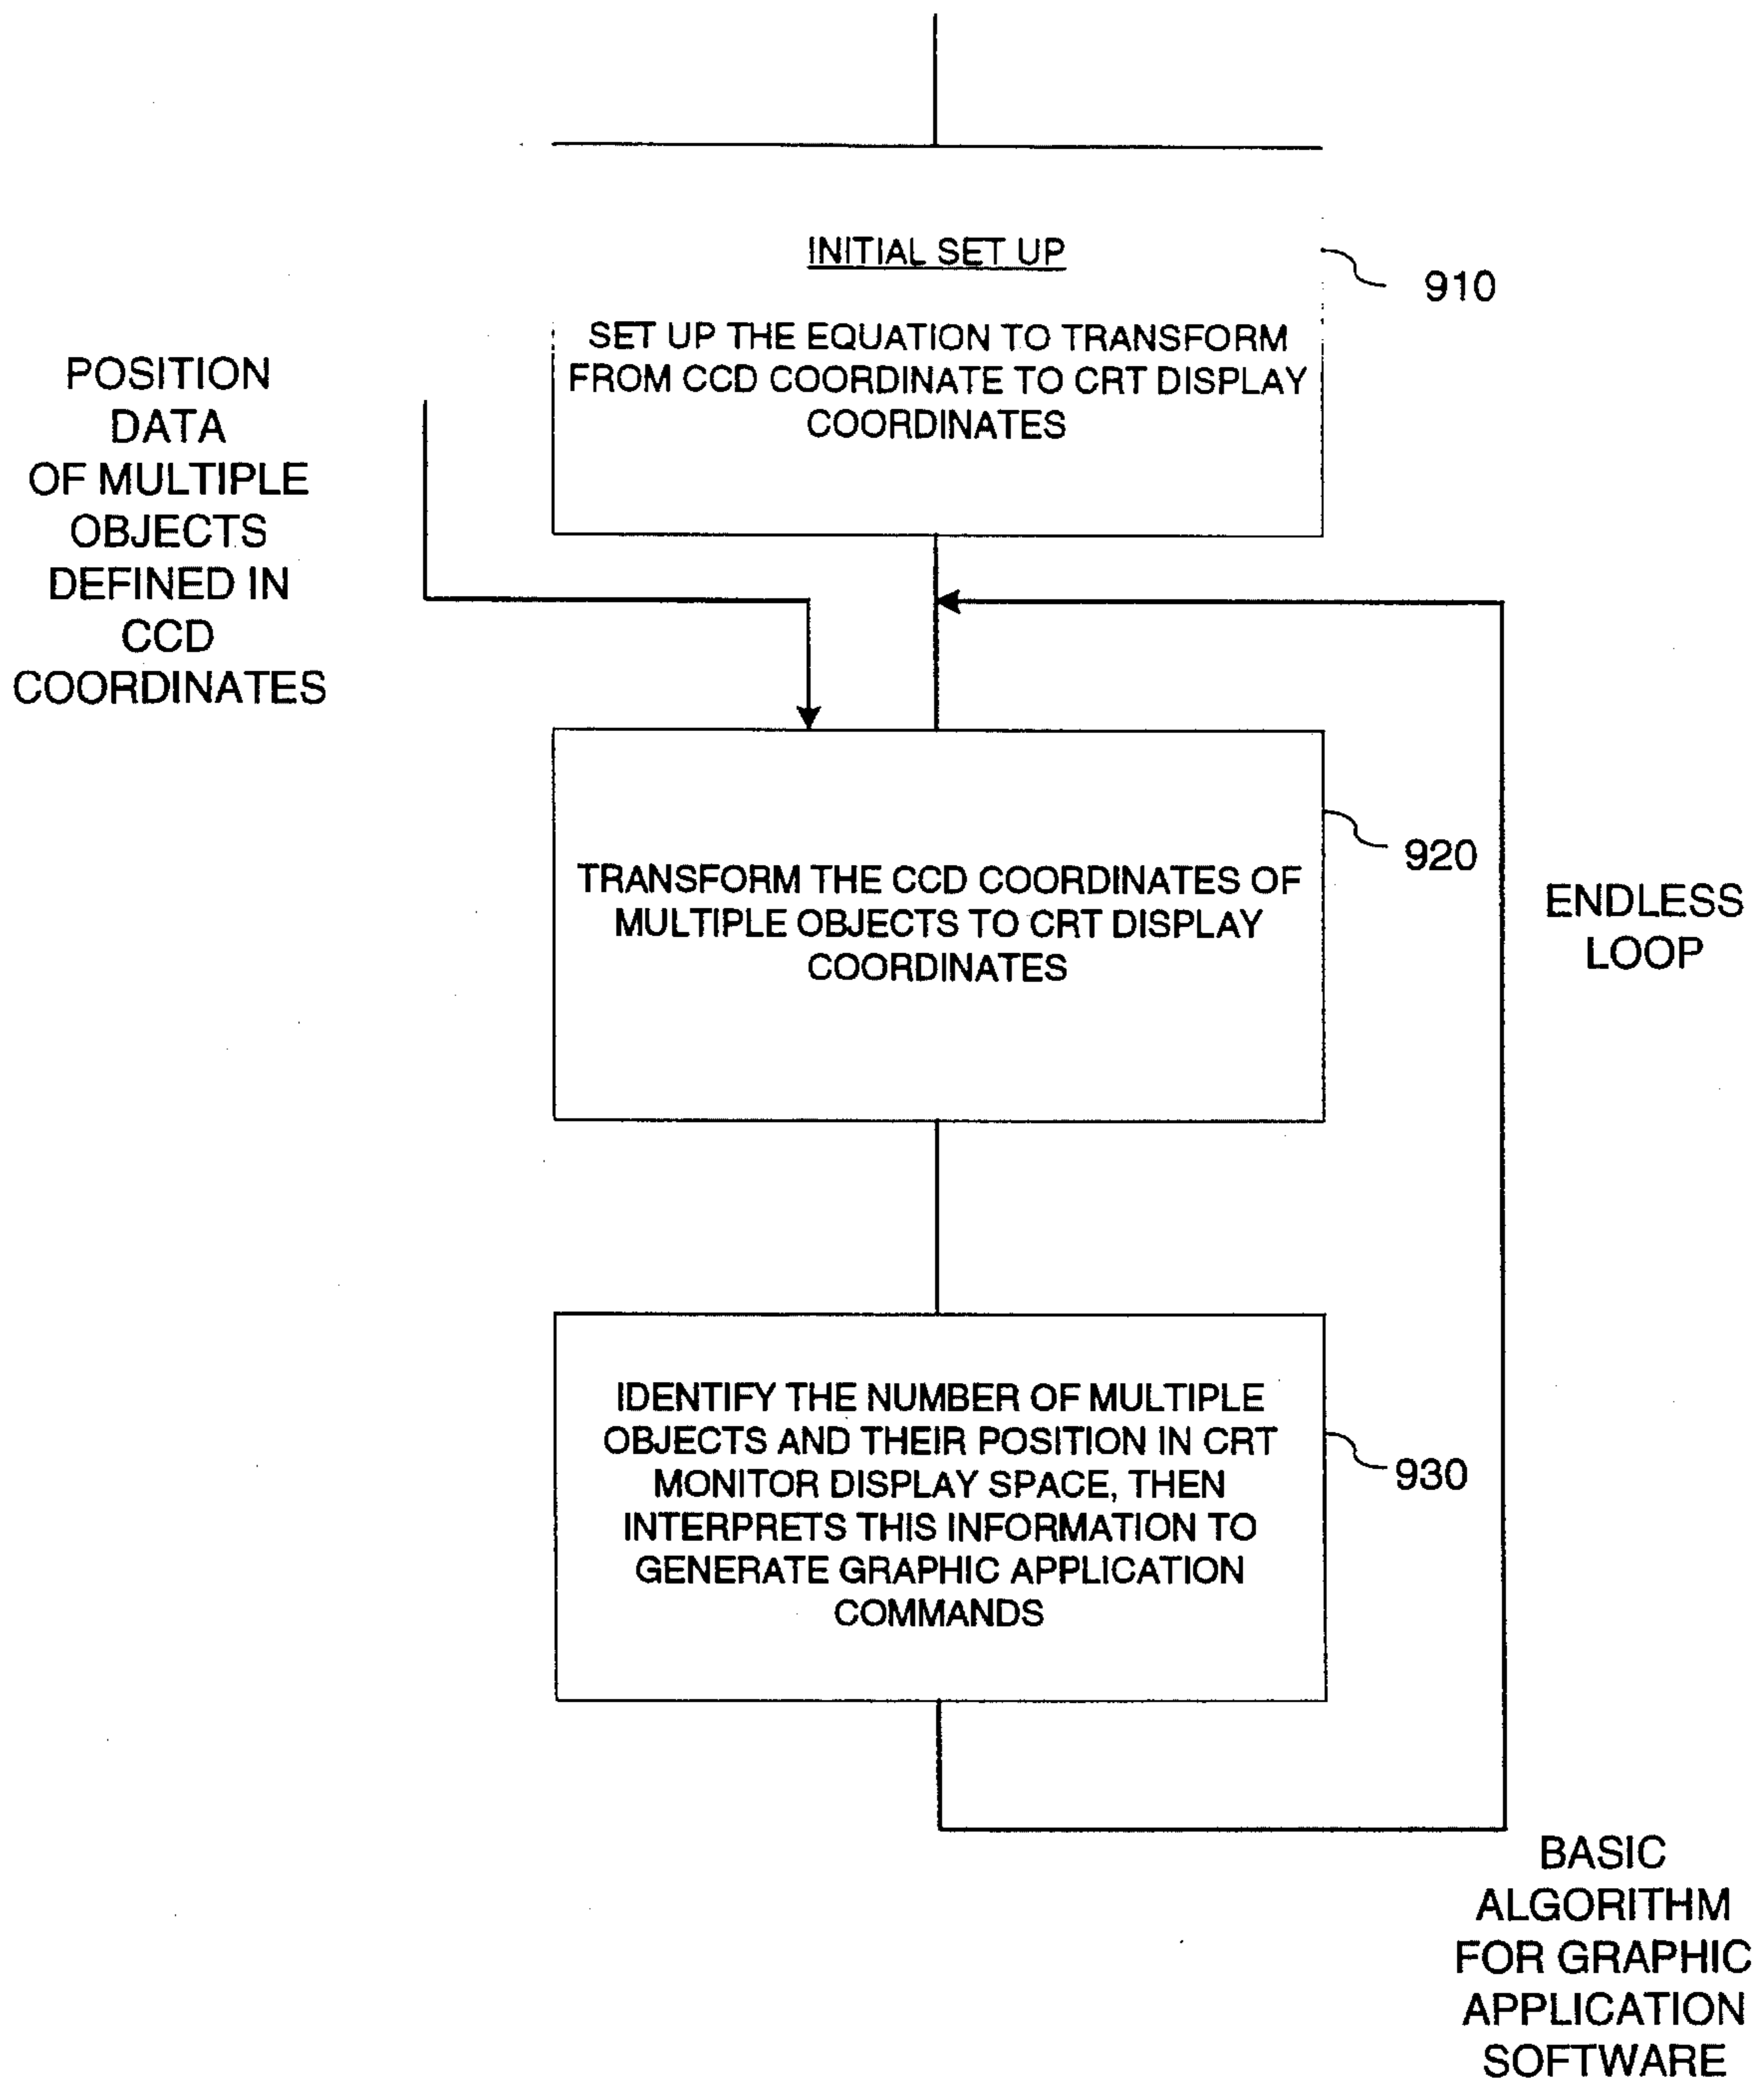 INITIAL SET UP
910
SET UP THE EQUATION TO TRANSFORM
FROM CCD COORDINATE TO CRT DISPLAY
COORDINATES
POSITION
DATA
OF MULTIPLE
OBJECTS
DEFINED IN
CCD
COORDINATES
920
TRANSFORM THE CCD COORDINATES OF
MULTIPLE OBJECTS TO CRT DISPLAY
COORDINATES
ENDLESS
LOOP
IDENTIFY THE NUMBER OF MULTIPLE
OBJECTS AND THEIR POSITION IN CRT
MONITOR DISPLAY SPACE, THEN
INTERPRETS THIS INFORMATION TO
GENERATE GRAPHIC APPLICATION
COMMANDS
930
BASIC
ALGORITHM
FOR GRAPHIC
APPLICATION
SOFTWARE